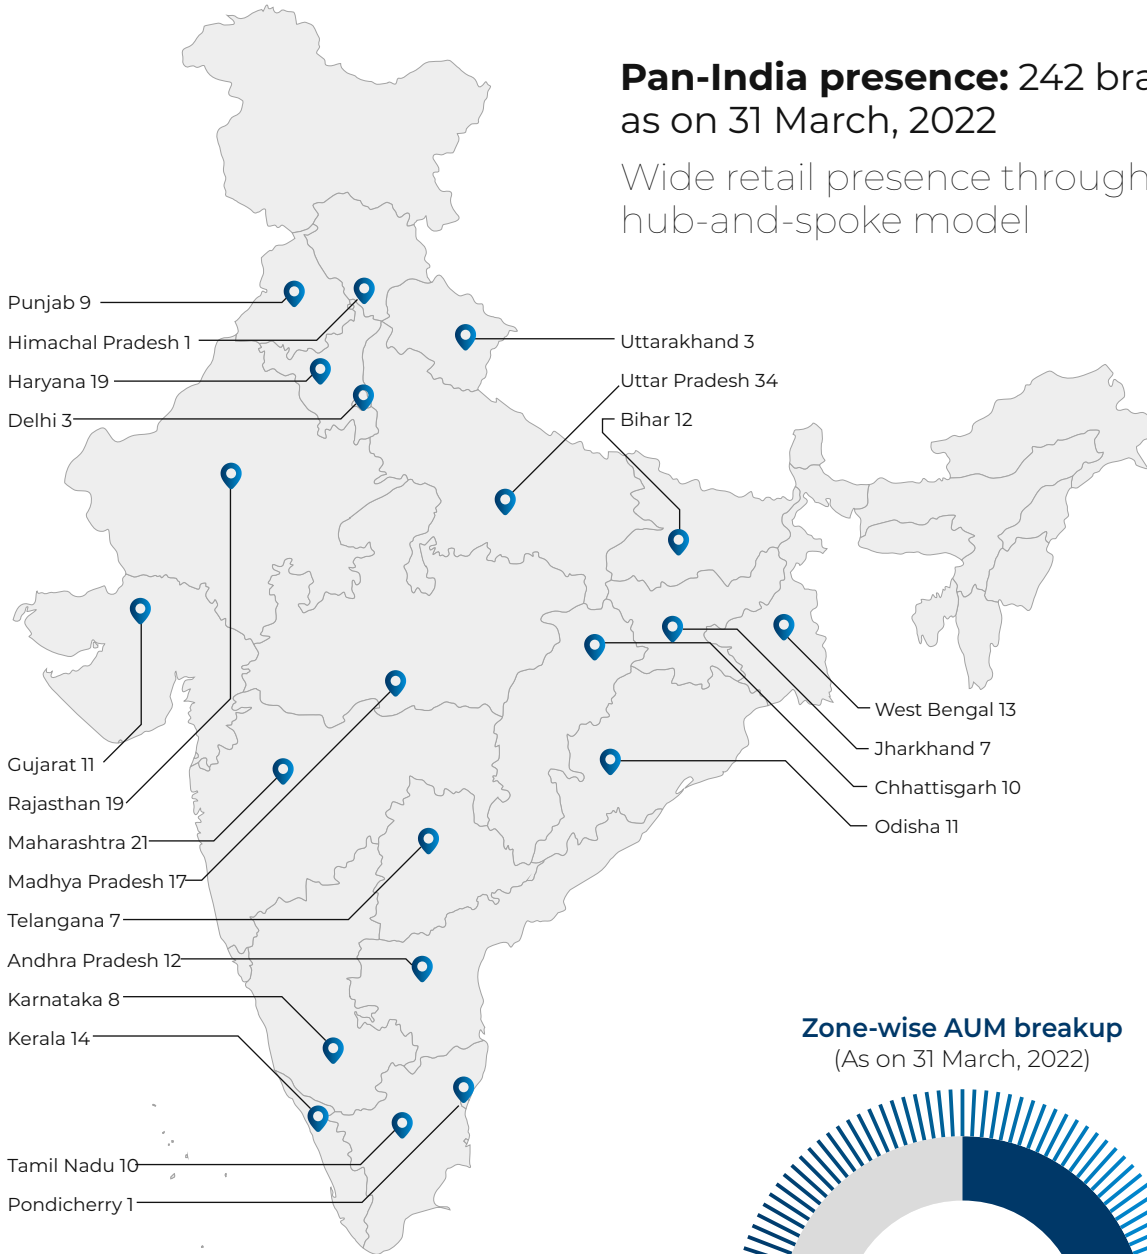 Pan-India presence: 242 bra
as on 31 March, 2022
Wide retail presence through
hub-and-spoke model
Punjab 9
Himachal Pradesh 1
Haryana 19
Delhi 3
Uttarakhand 3
Uttar Pradesh 34
Bihar 12
Gujarat 11
Rajasthan 19
Maharashtra 21
Madhya Pradesh 17
Telangana 7
Andhra Pradesh 12
Karnataka 8
Kerala 14
Tamil Nadu 10
Pondicherry 1
West Bengal 13
Jharkhand 7
Chhattisgarh 10
Odisha 11
Zone-wise AUM breakup
(As on 31 March, 2022)